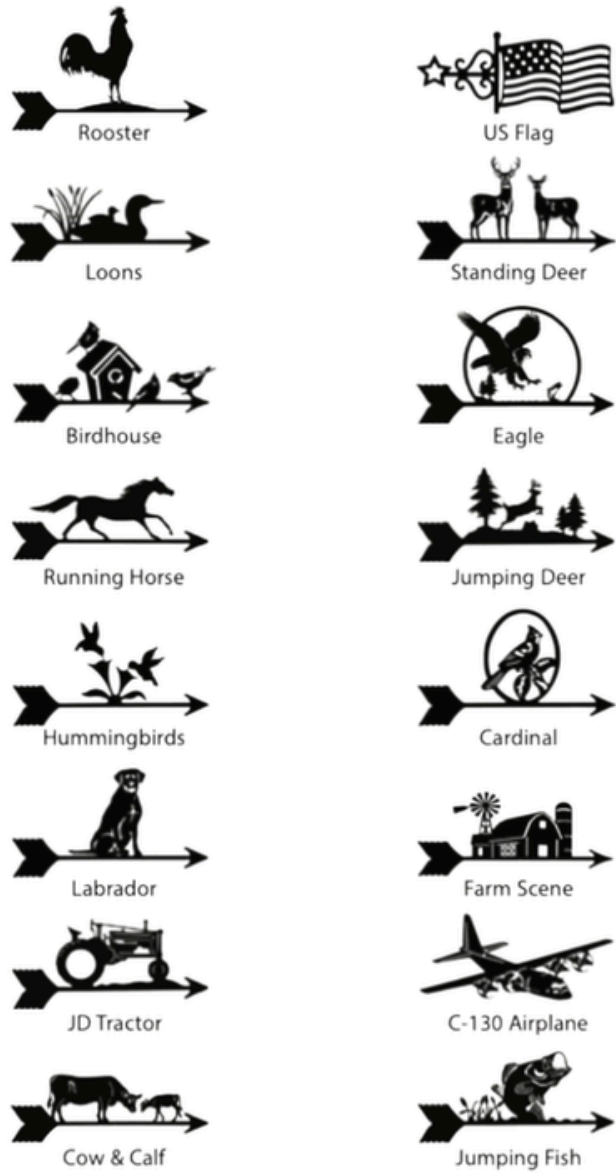 Rooster
US Flag
Loons
Standing Deer
Birdhouse
Eagle
Running Horse
Jumping Deer
Hummingbirds
Cardinal
Labrador
Farm Scene
JD Tractor
C-130 Airplane
Cow & Calf
Jumping Fish